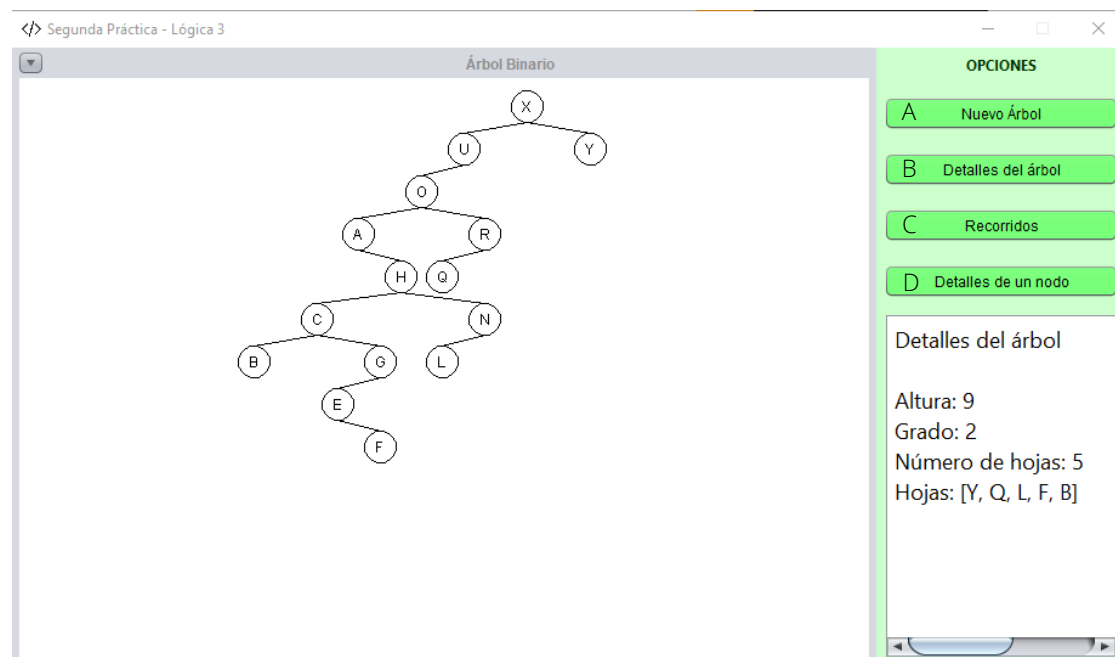 </> Segunda Práctica - Lógica 3
Árbol Binario
X
U Y
O
A R
H Q
C N
B G L
E
F
OPCIONES
A Nuevo Árbol
B Detalles del árbol
C Recorridos
D Detalles de un nodo
Detalles del árbol
Altura: 9
Grado: 2
Número de hojas: 5
Hojas: [Y, Q, L, F, B]